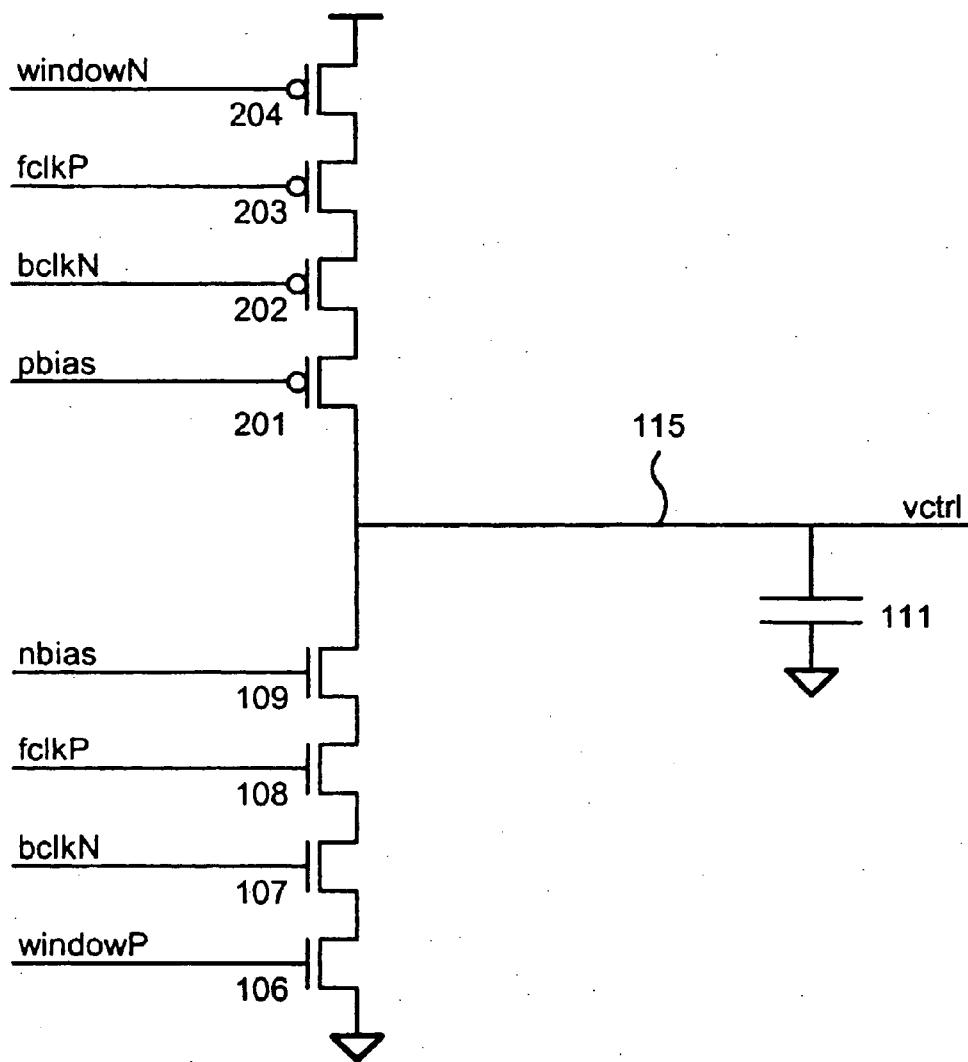 windowN
204
fclkP
203
bclkN
202
pbias
201
115
vctrl
111
nbias
109
fclkP
108
bclkN
107
windowP
106